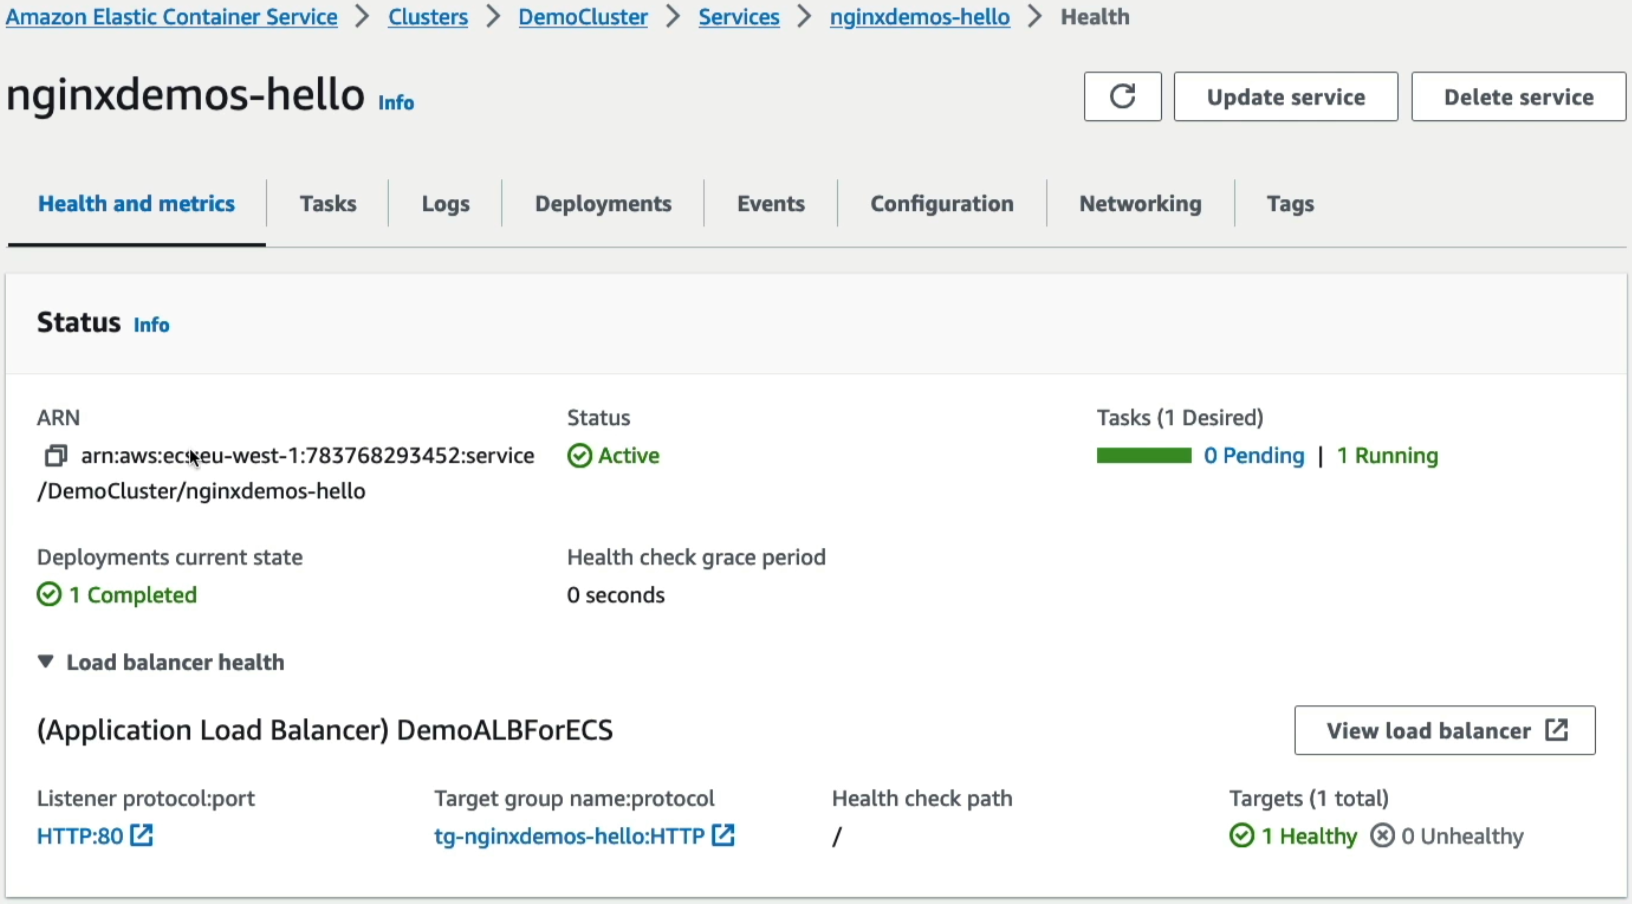 Amazon Elastic Container Service > Clusters > DemoCluster > Services > nginxdemos-hello > Health
nginxdemos-hello Info
Update service
Delete service
Health and metrics
Tasks
Logs
Deployments
Events
Configuration
Networking
Tags
Status Info
ARN
arn:aws:ecs:eu-west-1:783768293452:service
/DemoCluster/nginxdemos-hello
Status
Active
Tasks (1 Desired)
0 Pending | 1 Running
Deployments current state
1 Completed
Health check grace period
0 seconds
Load balancer health
(Application Load Balancer) DemoALBForECS
View load balancer
Listener protocol:port
HTTP:80
Target group name:protocol
tg-nginxdemos-hello:HTTP
Health check path
/
Targets (1 total)
1 Healthy
0 Unhealthy